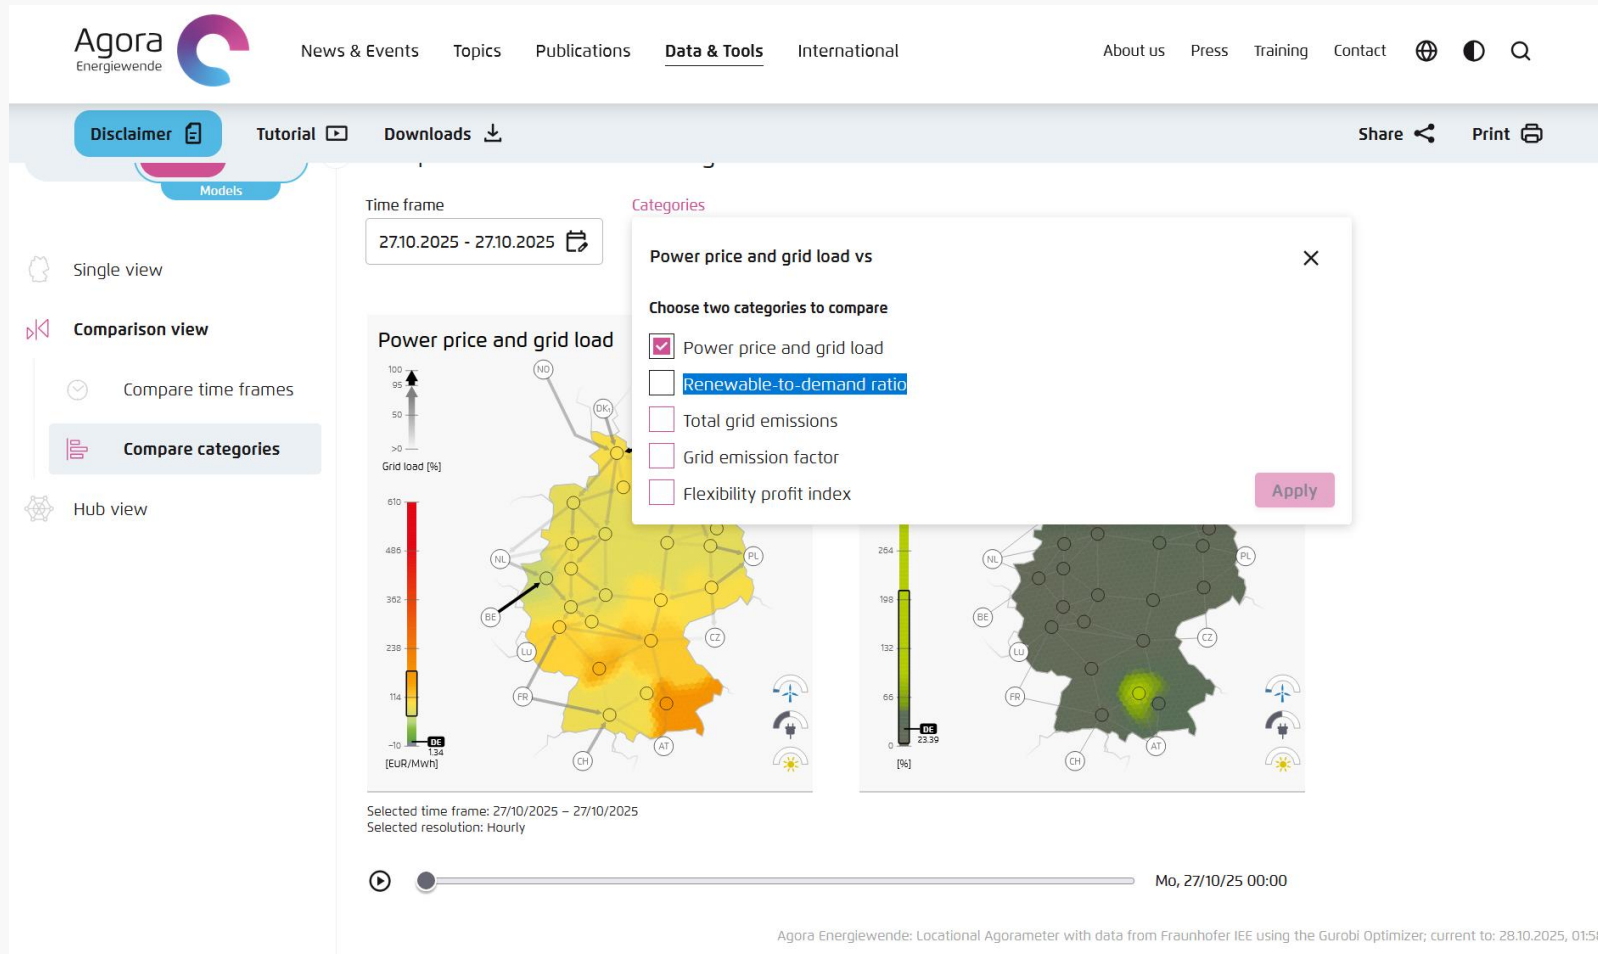 Agora
Energiewende
News & Events
Topics
Publications
Data & Tools
International
About us
Press
Training
Contact
Disclaimer
Tutorial
Downloads
Share
Print
Models
Single view
Comparison view
Compare time frames
Compare categories
Hub view
Time frame
27.10.2025 - 27.10.2025
Categories
Power price and grid load vs
Choose two categories to compare
Power price and grid load
Renewable-to-demand ratio
Total grid emissions
Grid emission factor
Flexibility profit index
Apply
Power price and grid load
100
95
50
>0
Grid load [%]
610
486
362
238
114
-10
DE
1.34
[EUR/MWh]
NO
DK1
NL
PL
BE
CZ
LU
FR
AT
CH
264
198
132
66
0
DE
23.39
[%]
NL
PL
BE
CZ
LU
FR
AT
CH
Selected time frame: 27/10/2025 – 27/10/2025
Selected resolution: Hourly
Mo, 27/10/25 00:00
Agora Energiewende: Locational Agorameter with data from Fraunhofer IEE using the Gurobi Optimizer; current to: 28.10.2025, 01:58